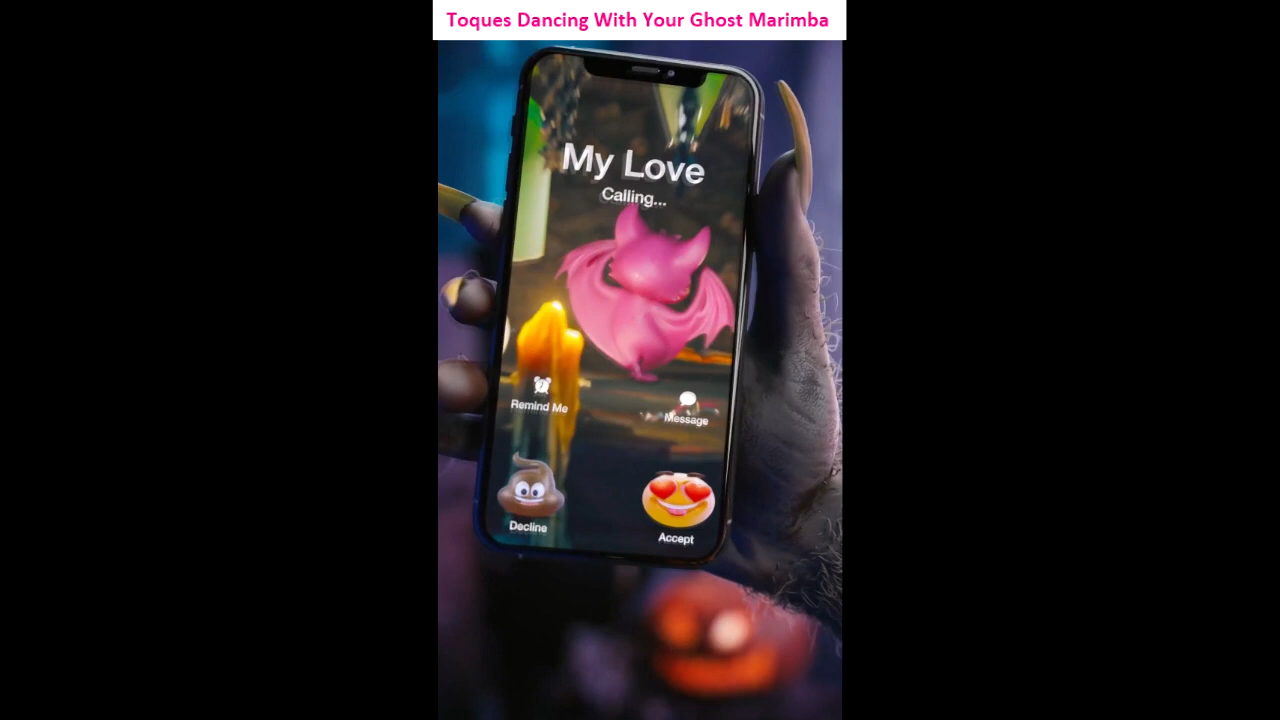 Toques Dancing With Your Ghost Marimba
My Love
Calling...
Remind Me
Message
Decline
Accept